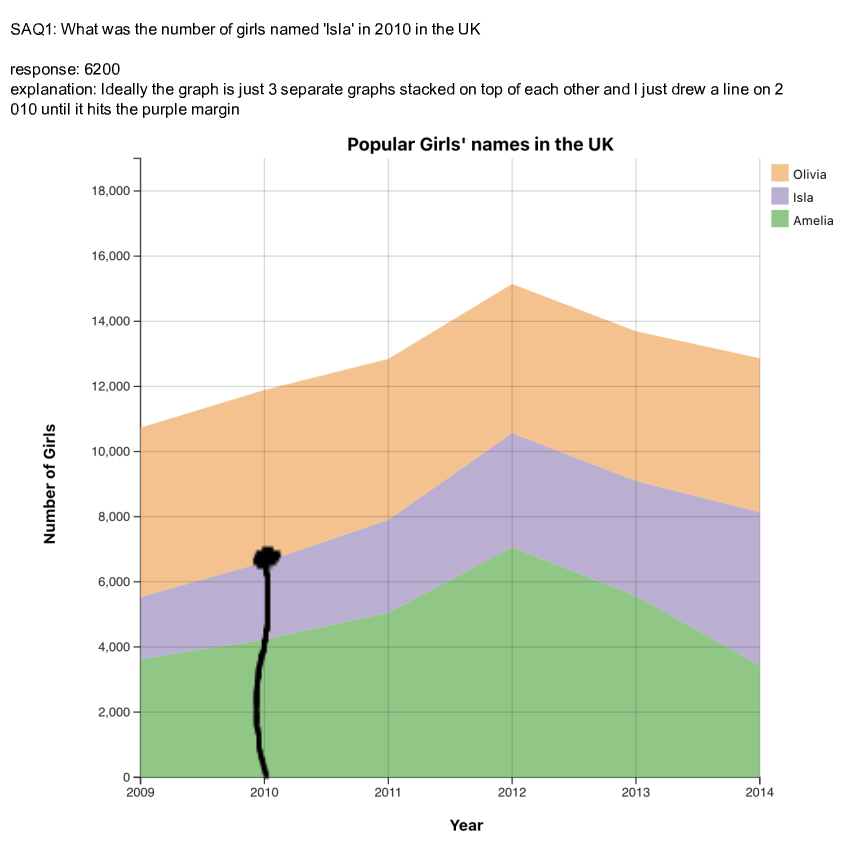 SAQ1: What was the number of girls named 'Isla' in 2010 in the UK
response: 6200
explanation: Ideally the graph is just 3 separate graphs stacked on top of each other and I just drew a line on 2
010 until it hits the purple margin
Popular Girls' names in the UK
Olivia
Isla
Amelia
18,000
16,000
14,000
12,000
10,000
8,000
6,000
4,000
2,000
0
Number of Girls
2009 2010 2011 2012 2013 2014
Year